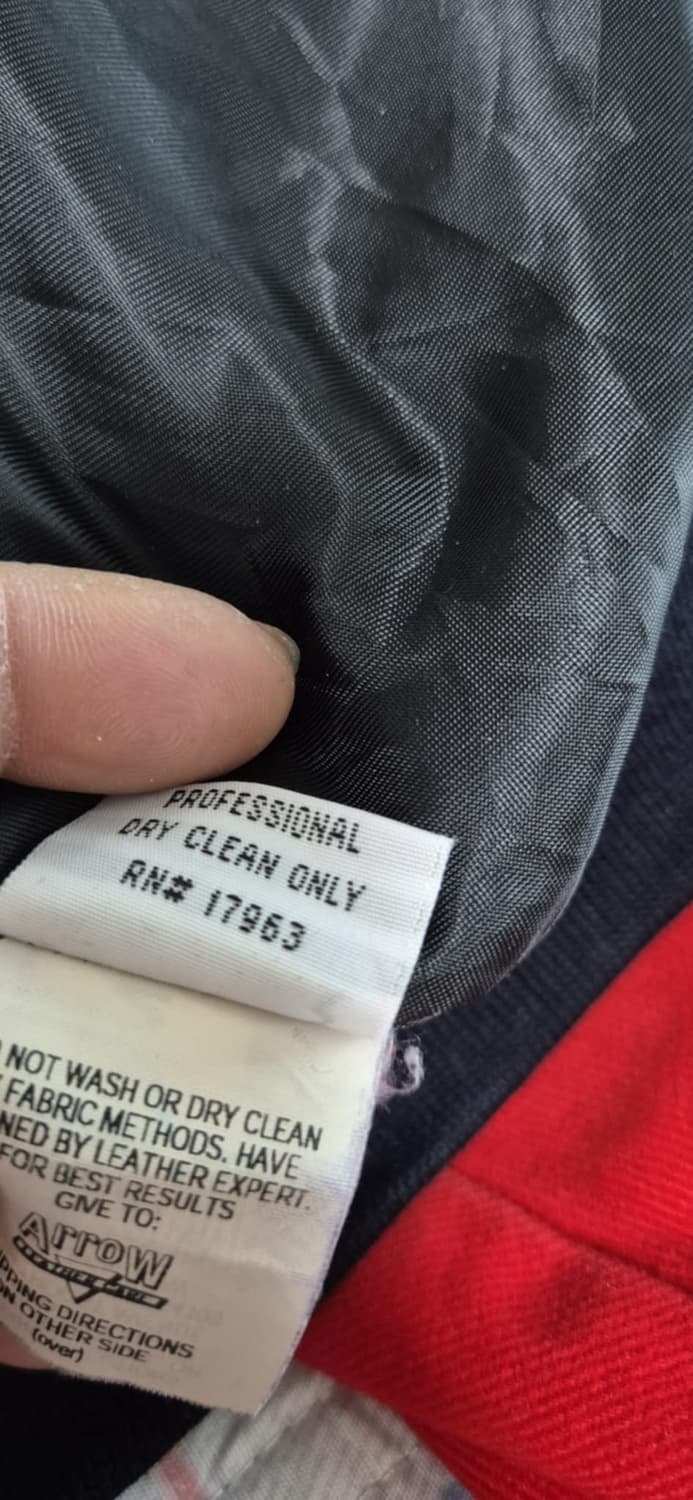 PROFESSIONAL
DRY CLEAN ONLY
RN# 17963
NOT WASH OR DRY CLEAN
FABRIC METHODS. HAVE
NED BY LEATHER EXPERT.
FOR BEST RESULTS
GIVE TO:
Arrow
PPING DIRECTIONS
ON OTHER SIDE
(over)